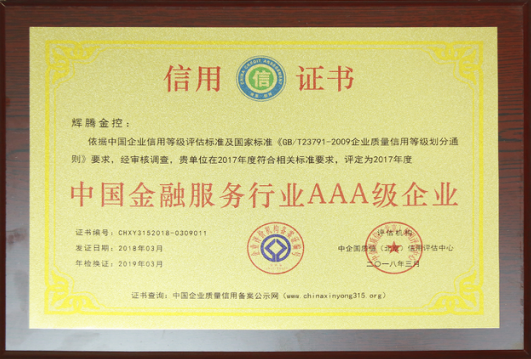 信用 信 证书
辉腾金控：
依据中国企业信用等级评估标准及国家标准《GB/T23791-2009企业质量信用等级划分通
则》要求，经审核调查，贵单位在2017年度符合相关标准要求，评定为2017年度
中国金融服务行业AAA级企业
证书编号：CHXY3152018-0309011
发证日期：2018年03月
年检换证：2019年03月
评估机构
中企国质信（北京）信用评估中心
二〇一八年三月
证书查询：中国企业质量信用备案公示网（www.chinaxinyong315.org）